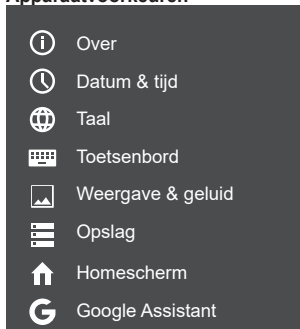 Over
Datum & tijd
Taal
Toetsenbord
Weergave & geluid
Opslag
Homescherm
Google Assistant